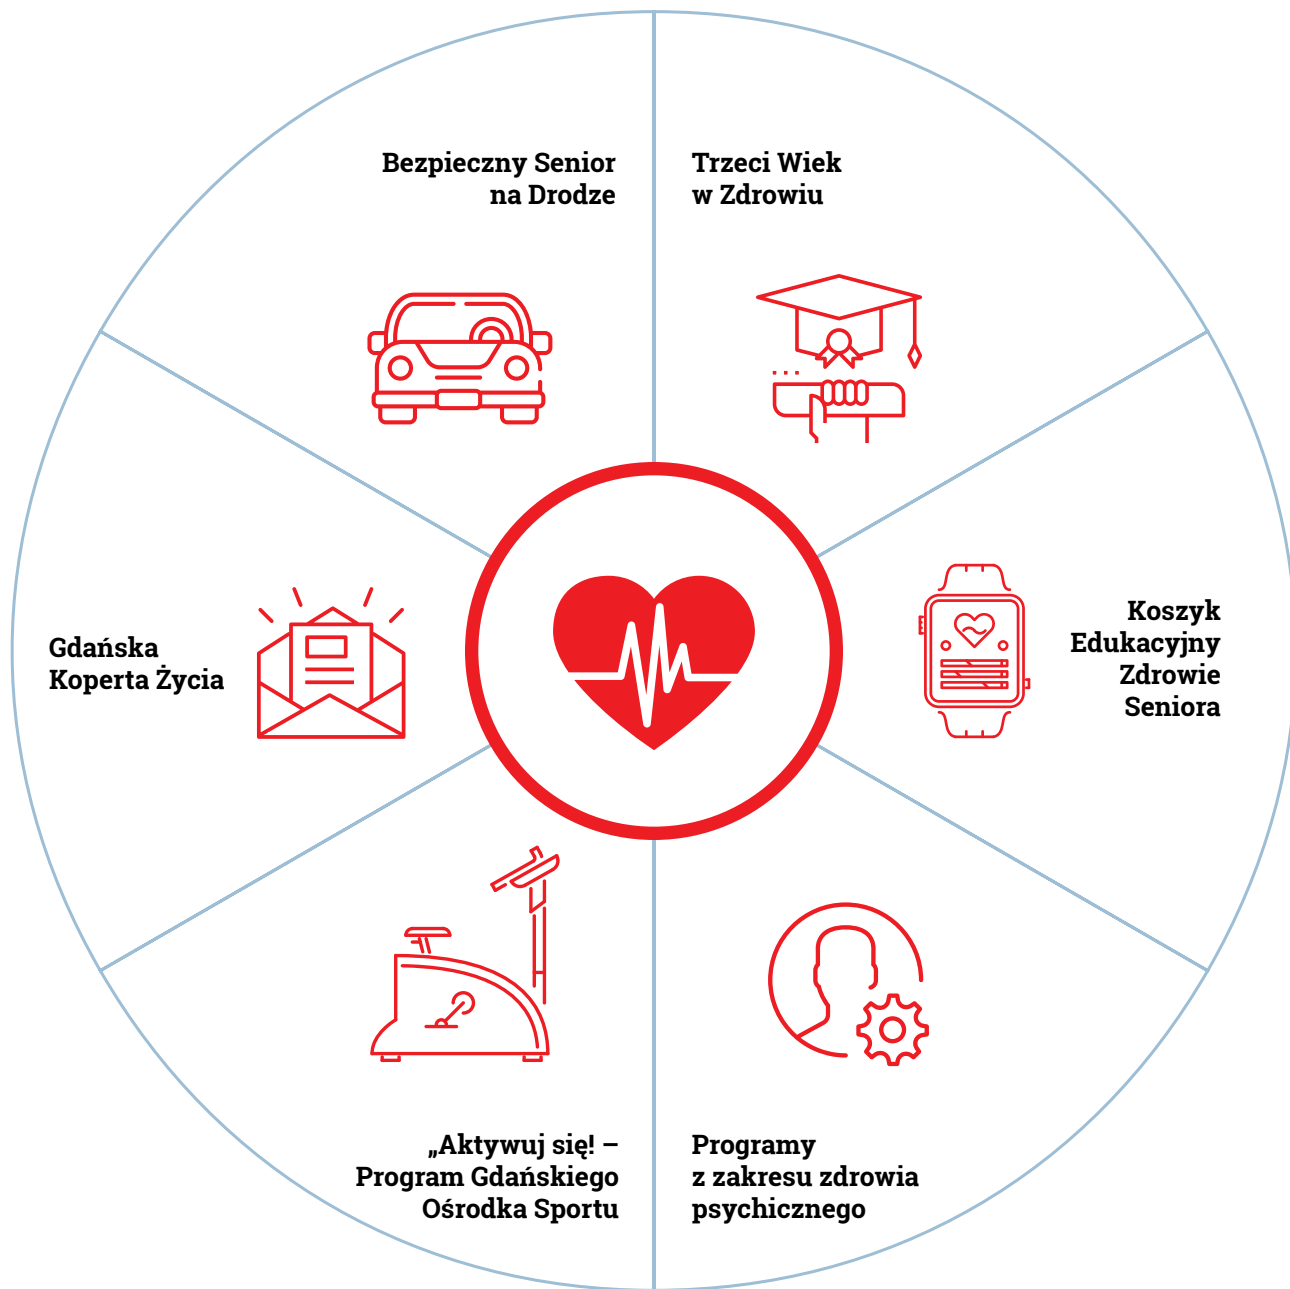 Bezpieczny Senior
na Drodze
Trzeci Wiek
w Zdrowiu
Gdańska
Koperta Życia
Koszyk
Edukacyjny
Zdrowie
Seniora
„Aktywuj się! –
Program Gdańskiego
Ośrodka Sportu
Programy
z zakresu zdrowia
psychicznego